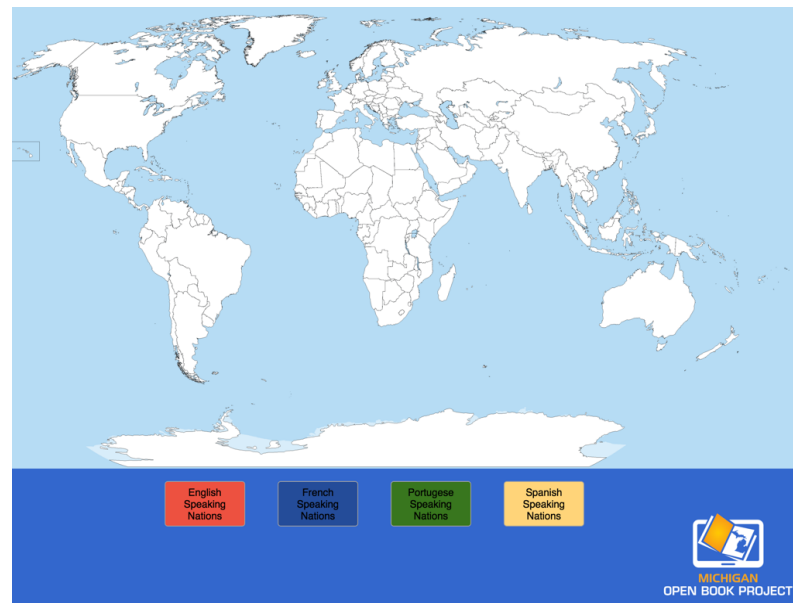 English
Speaking
Nations
French
Speaking
Nations
Portugese
Speaking
Nations
Spanish
Speaking
Nations
MICHIGAN
OPEN BOOK PROJECT